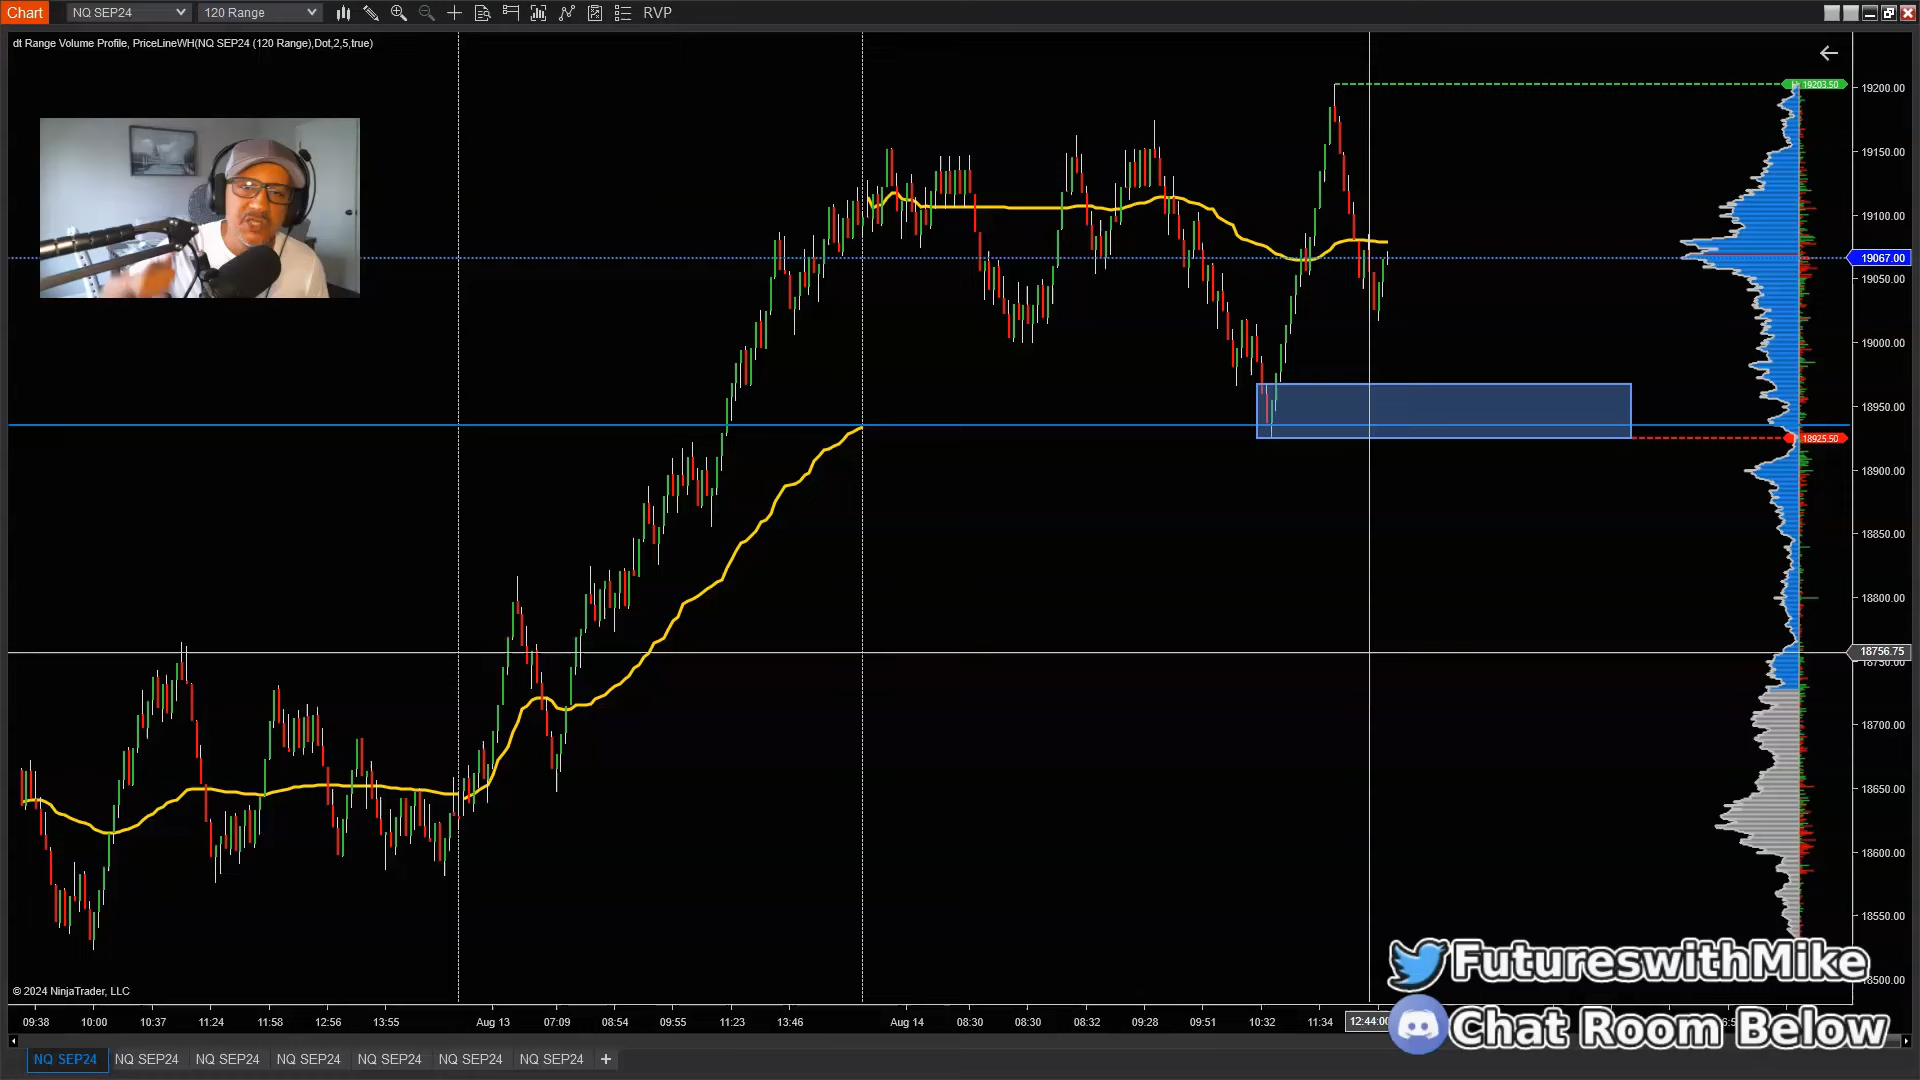 Chart
NQ SEP24
120 Range
RVP
dt Range Volume Profile, PriceLineWH(NQ SEP24 (120 Range),Dot,2,5,true)
19203.50
19200.00
19150.00
19100.00
19067.00
19050.00
19000.00
18950.00
18925.50
18900.00
18850.00
18800.00
18756.75
18750.00
18700.00
18650.00
18600.00
18550.00
18500.00
FutureswithMike
© 2024 NinjaTrader, LLC
09:38 10:00 10:37 11:24 11:58 12:56 13:55 Aug 13 07:09 08:54 09:55 11:23 13:46 Aug 14 08:30 08:30 08:32 09:28 09:51 10:32 11:34 12:44:00
Chat Room Below
NQ SEP24 NQ SEP24 NQ SEP24 NQ SEP24 NQ SEP24 NQ SEP24 NQ SEP24